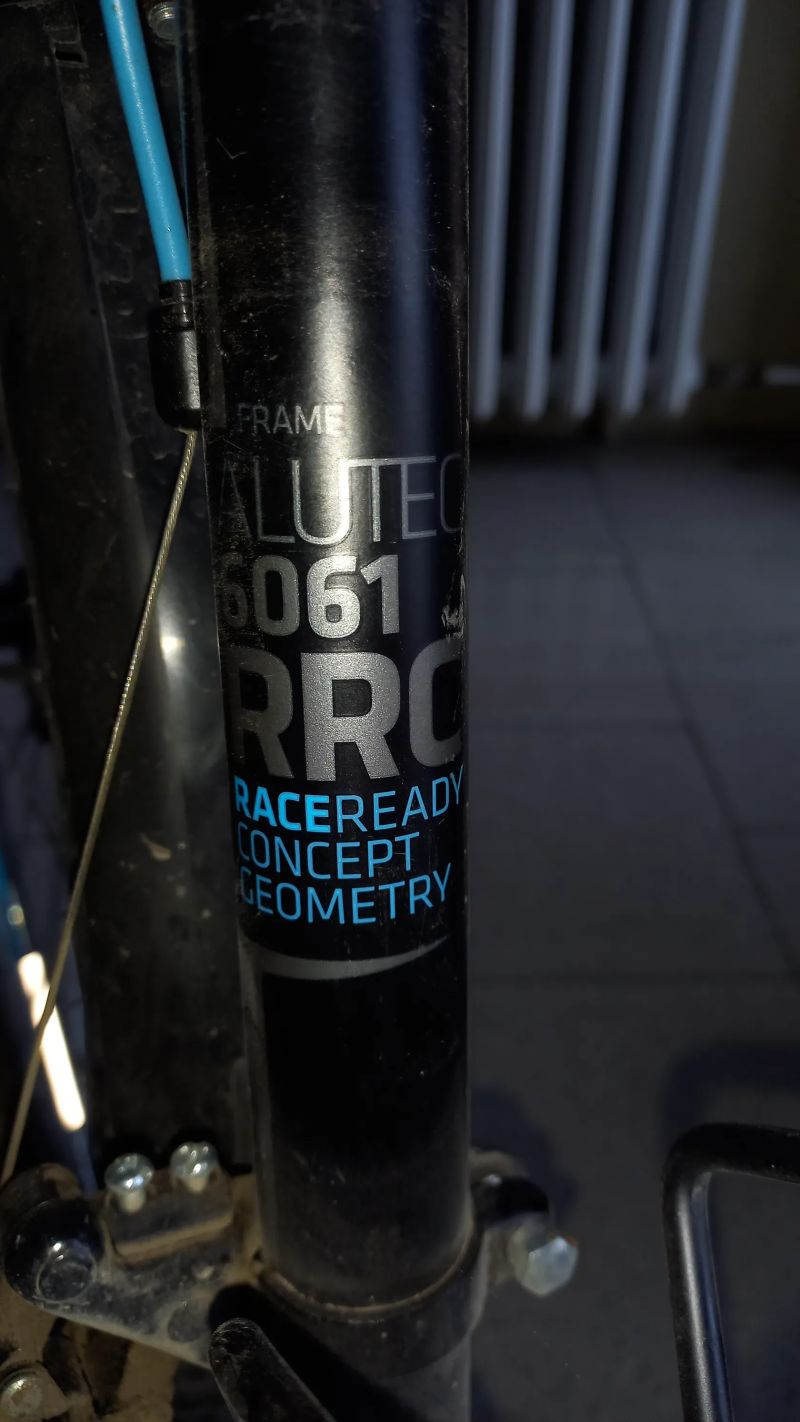 FRAME
ALUTEC
6061
RRC
RACEREADY
CONCEPT
GEOMETRY